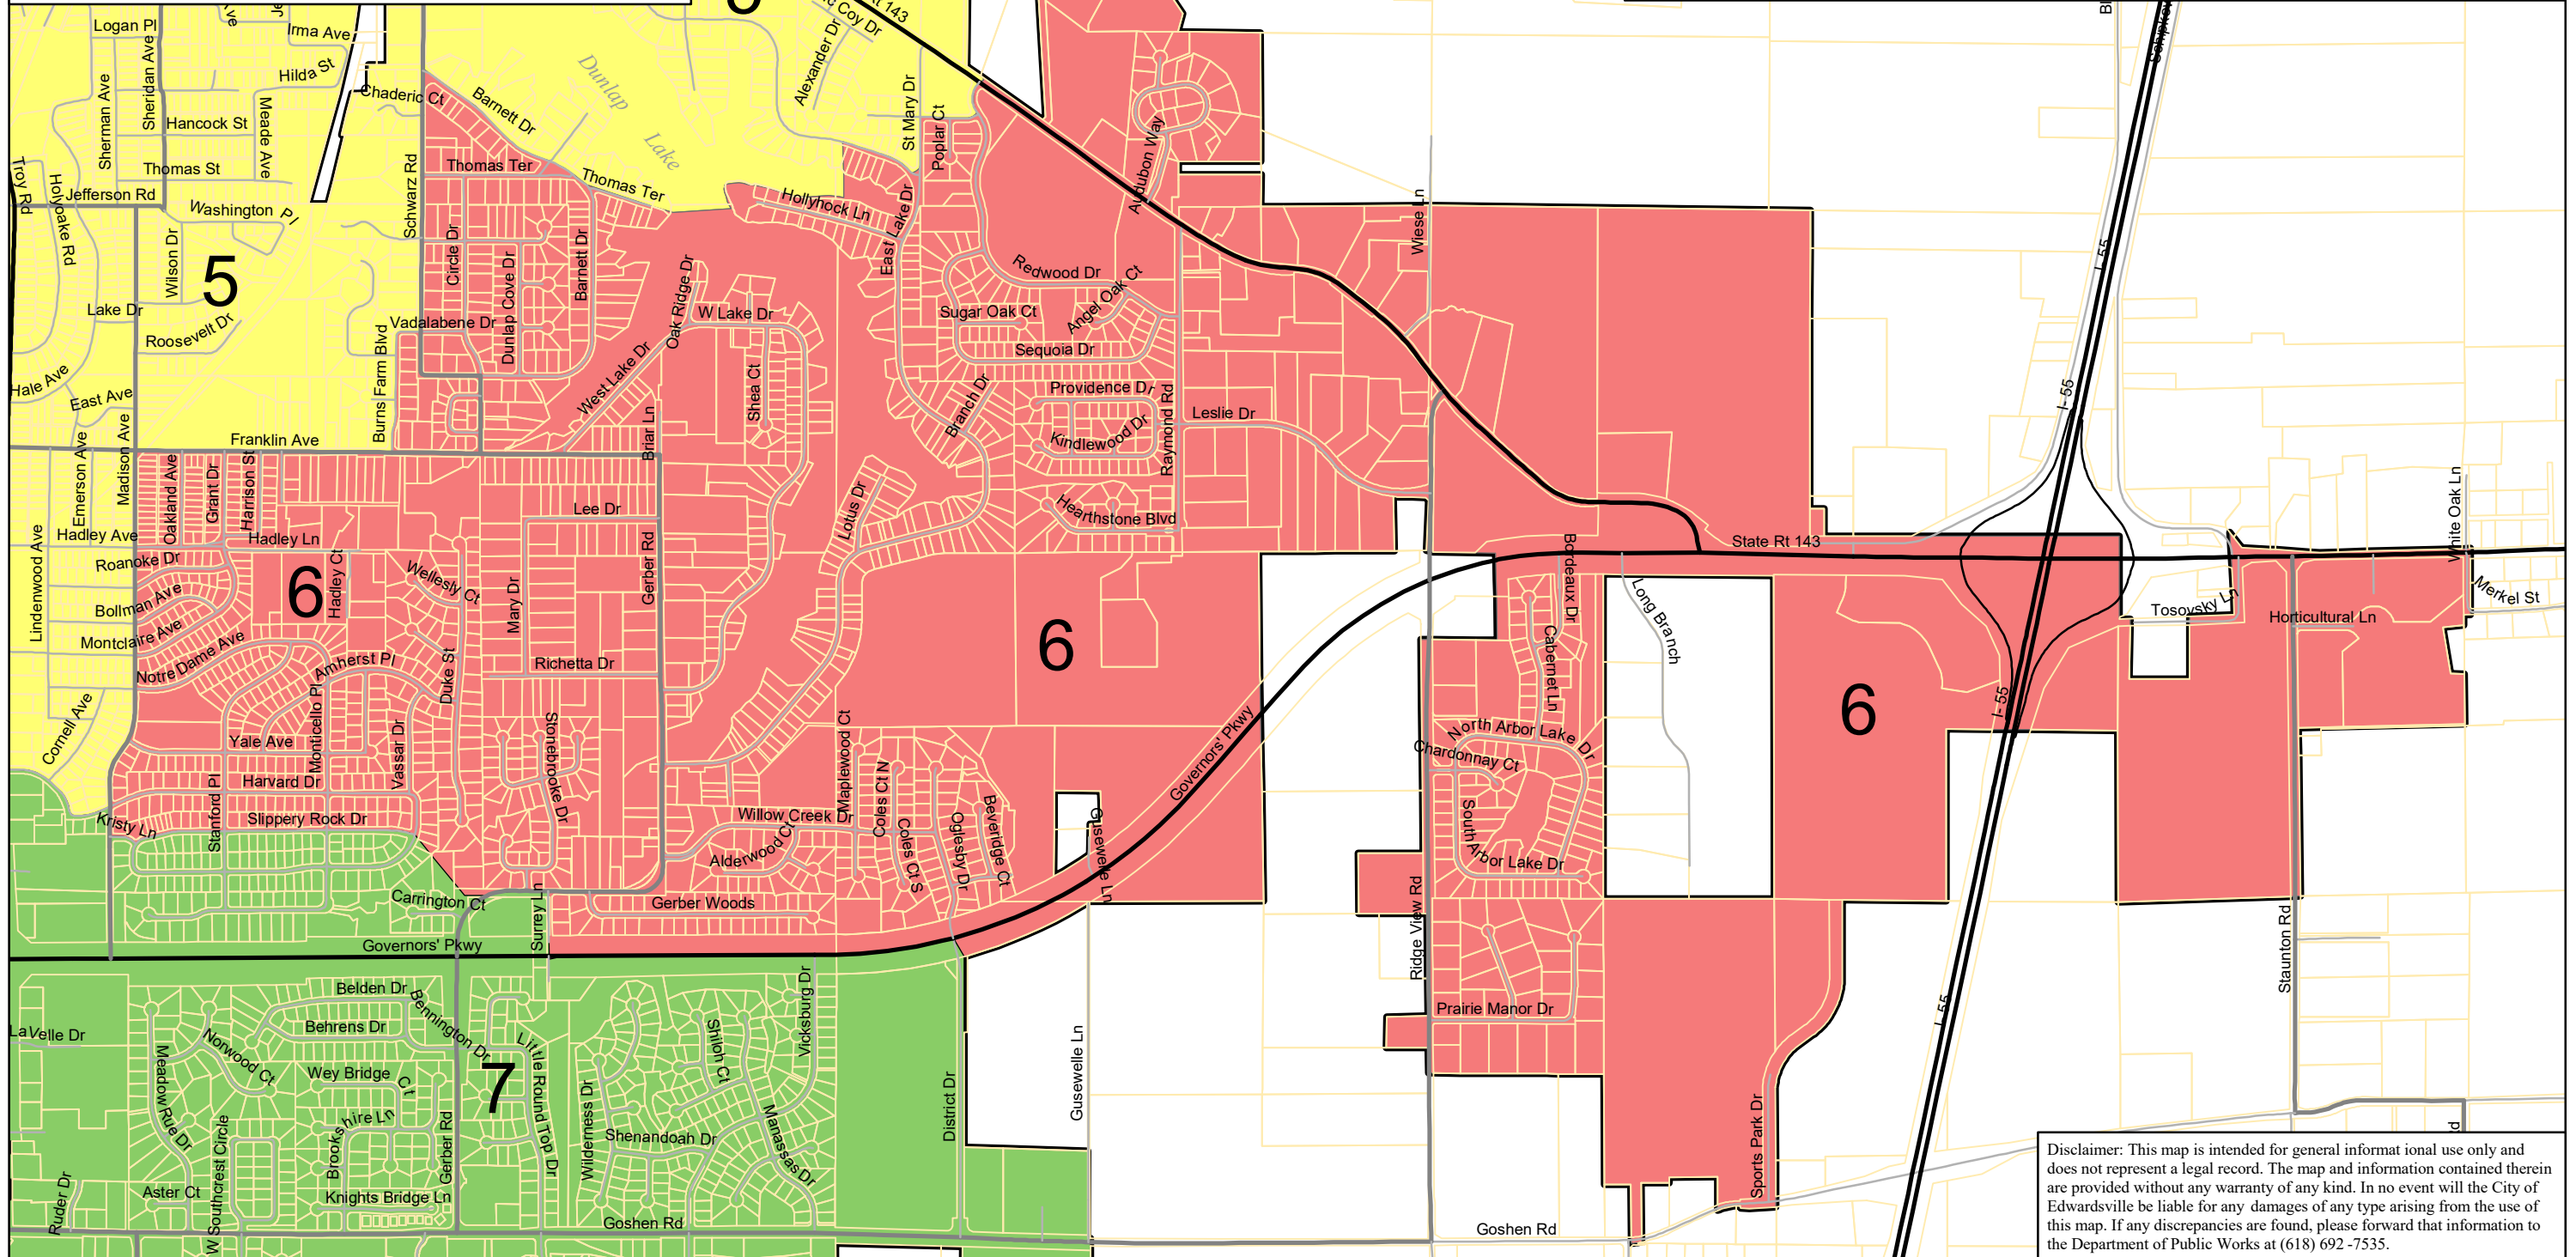 Logan Pl
Irma Ave
Hilda St
Sheridan Ave
Sherman Ave
Meade Ave
Hancock St
Thomas St
Jefferson Rd
Washington Pl
Troy Rd
Holyoake Rd
Wilson Dr
5
Lake Dr
Roosevelt Dr
Hale Ave
East Ave
Franklin Ave
Burns Farm Blvd
Chaderic Ct
Barnett Dr
Schwarz Rd
Dunlap
Lake
Alexander Dr
Coy Dr
Rt 143
St Mary Dr
Poplar Ct
Thomas Ter
Thomas Ter
Hollyhock Ln
East Lake Dr
Circle Dr
Dunlap Cove Dr
Barnett Dr
Vadalabene Dr
Oak Ridge Dr
W Lake Dr
West Lake Dr
Shea Ct
Briar Ln
Audubon Way
Redwood Dr
Angel Oak Ct
Sugar Oak Ct
Sequoia Dr
Branch Dr
Providence Dr
Kindlewood Dr
Raymond Rd
Leslie Dr
Hearthstone Blvd
Lotus Dr
Wiese Ln
I- 55
I- 55
State Rt 143
White Oak Ln
Merkel St
Tosovsky Ln
Horticultural Ln
Lindenwood Ave
Emerson Ave
Madison Ave
Oakland Ave
Grant Dr
Harrison St
Hadley Ave
Hadley Ln
Hadley Ct
Roanoke Dr
6
Bollman Ave
Montclaire Ave
Notre Dame Ave
Cornell Ave
Wellesly Ct
Amherst Pl
Duke St
Lee Dr
Mary Dr
Gerber Rd
Richetta Dr
Yale Ave
Monticello Pl
Vassar Dr
Harvard Dr
Stanford Pl
Slippery Rock Dr
Kristy Ln
Stonebrooke Dr
6
Maplewood Ct
Willow Creek Dr
Alderwood Ct
Coles Ct N
Coles Ct S
Oglesby Dr
Beveridge Ct
Gusewelle Ln
Governors' Pkwy
Gerber Woods
Carrington Ct
Surrey Ln
Governors' Pkwy
Bordeaux Dr
Long Branch
Cabernet Ln
North Arbor Lake Dr
Chardonnay Ct
South Arbor Lake Dr
6
I- 55
Ridge View Rd
Prairie Manor Dr
Staunton Rd
I- 55
Sports Park Dr
Goshen Rd
LaVelle Dr
Belden Dr
Behrens Dr
Bennington Dr
Norwood Ct
Meadow Rue Dr
Wey Bridge Ct
Brookshire Ln
7
Little Round Top Dr
Gerber Rd
Wilderness Dr
Shiloh Ct
Vicksburg Dr
Shenandoah Dr
Manassas Dr
District Dr
Gusewelle Ln
Ruder Dr
Aster Ct
W Southcrest Circle
Knights Bridge Ln
Goshen Rd
Disclaimer: This map is intended for general informat ional use only and
does not represent a legal record. The map and information contained therein
are provided without any warranty of any kind. In no event will the City of
Edwardsville be liable for any damages of any type arising from the use of
this map. If any discrepancies are found, please forward that information to
the Department of Public Works at (618) 692 -7535.